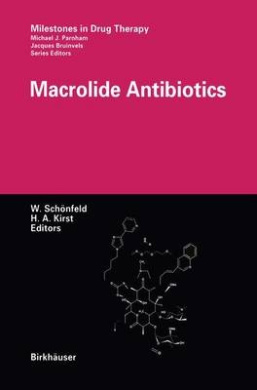 Milestones in Drug Therapy
Michael J. Parnham
Jacques Bruinvels
Series Editors
Macrolide Antibiotics
W. Schönfeld
H. A. Kirst
Editors
Birkhäuser